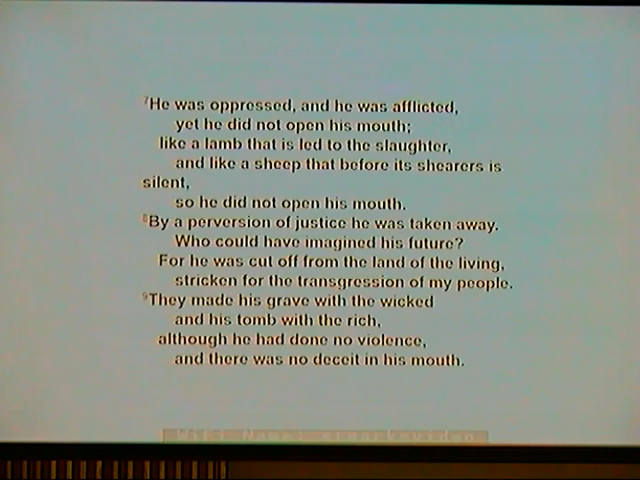 7He was oppressed, and he was afflicted,
yet he did not open his mouth;
like a lamb that is led to the slaughter,
and like a sheep that before its shearers is
silent,
so he did not open his mouth.
8By a perversion of justice he was taken away.
Who could have imagined his future?
For he was cut off from the land of the living,
stricken for the transgression of my people.
9They made his grave with the wicked
and his tomb with the rich,
although he had done no violence,
and there was no deceit in his mouth.